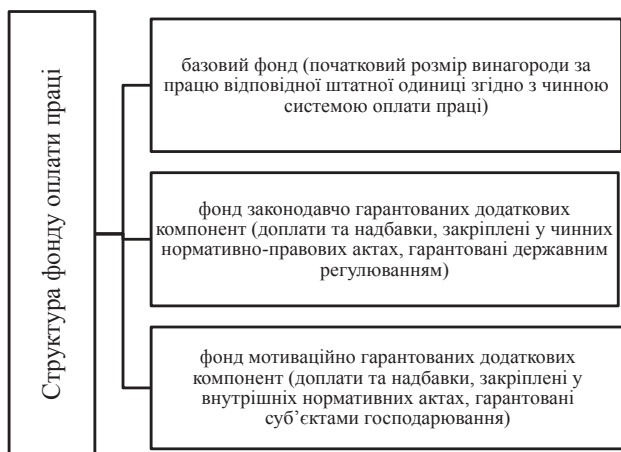 Структура фонду оплати праці
базовий фонд (початковий розмір винагороди за
працю відповідної штатної одиниці згідно з чинною
системою оплати праці)
фонд законодавчо гарантованих додаткових
компонент (доплати та надбавки, закріплені у чинних
нормативно-правових актах, гарантовані державним
регулюванням)
фонд мотиваційно гарантованих додаткових
компонент (доплати та надбавки, закріплені у
внутрішніх нормативних актах, гарантовані
суб’єктами господарювання)